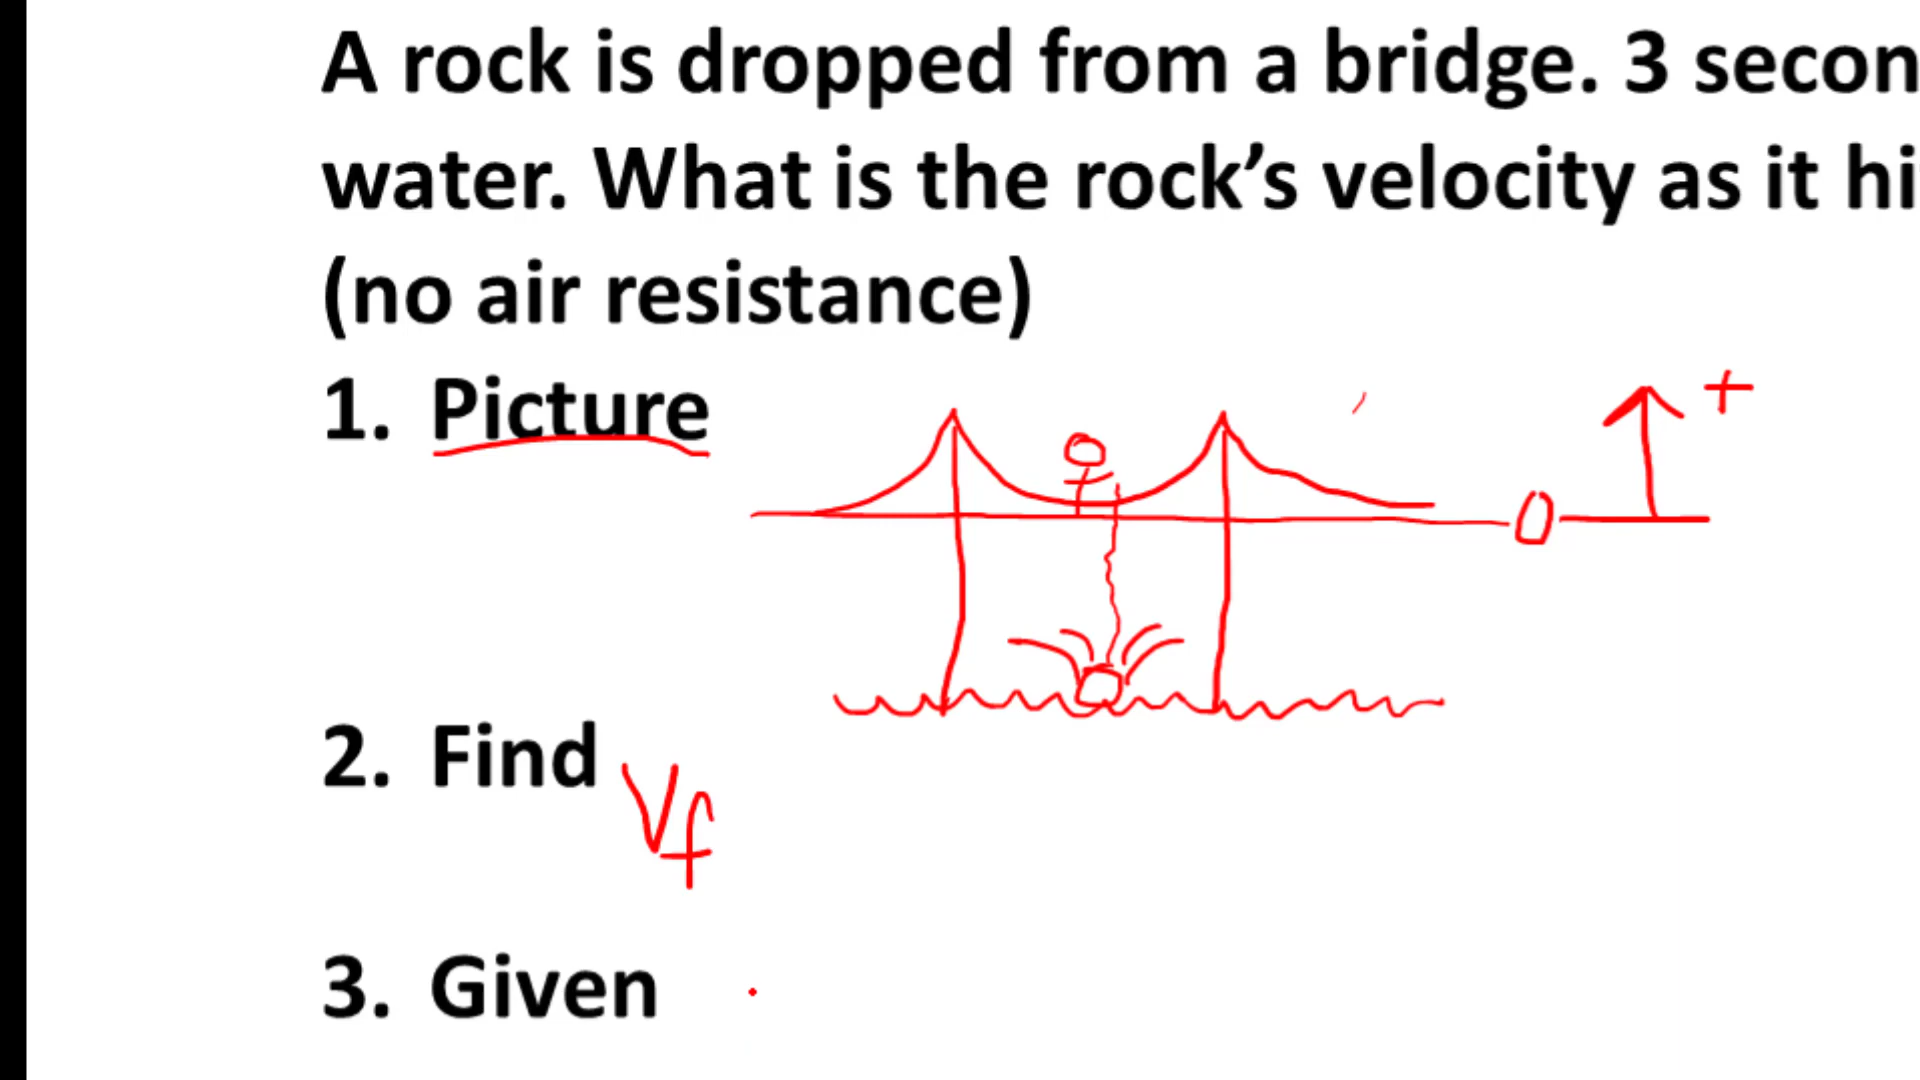 A rock is dropped from a bridge. 3 secon
water. What is the rock’s velocity as it hi
(no air resistance)
1. Picture
+
0
2. Find Vf
3. Given